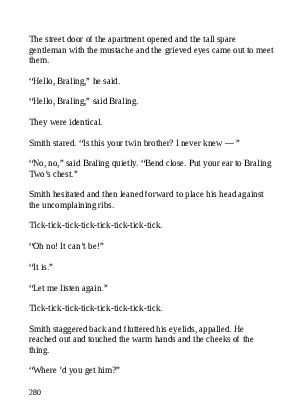 The street door of the apartment opened and the tall spare
gentleman with the mustache and the grieved eyes came out to meet
them.
“Hello, Braling,” he said.
“Hello, Braling,” said Braling.
They were identical.
Smith stared. “Is this your twin brother? I never knew — ”
“No, no,” said Braling quietly. “Bend close. Put your ear to Braling
Two’s chest.”
Smith hesitated and then leaned forward to place his head against
the uncomplaining ribs.
Tick-tick-tick-tick-tick-tick-tick-tick.
“Oh no! It can’t be!”
“It is.”
“Let me listen again.”
Tick-tick-tick-tick-tick-tick-tick-tick.
Smith staggered back and fluttered his eyelids, appalled. He
reached out and touched the warm hands and the cheeks of the
thing.
“Where ’d you get him?”
280